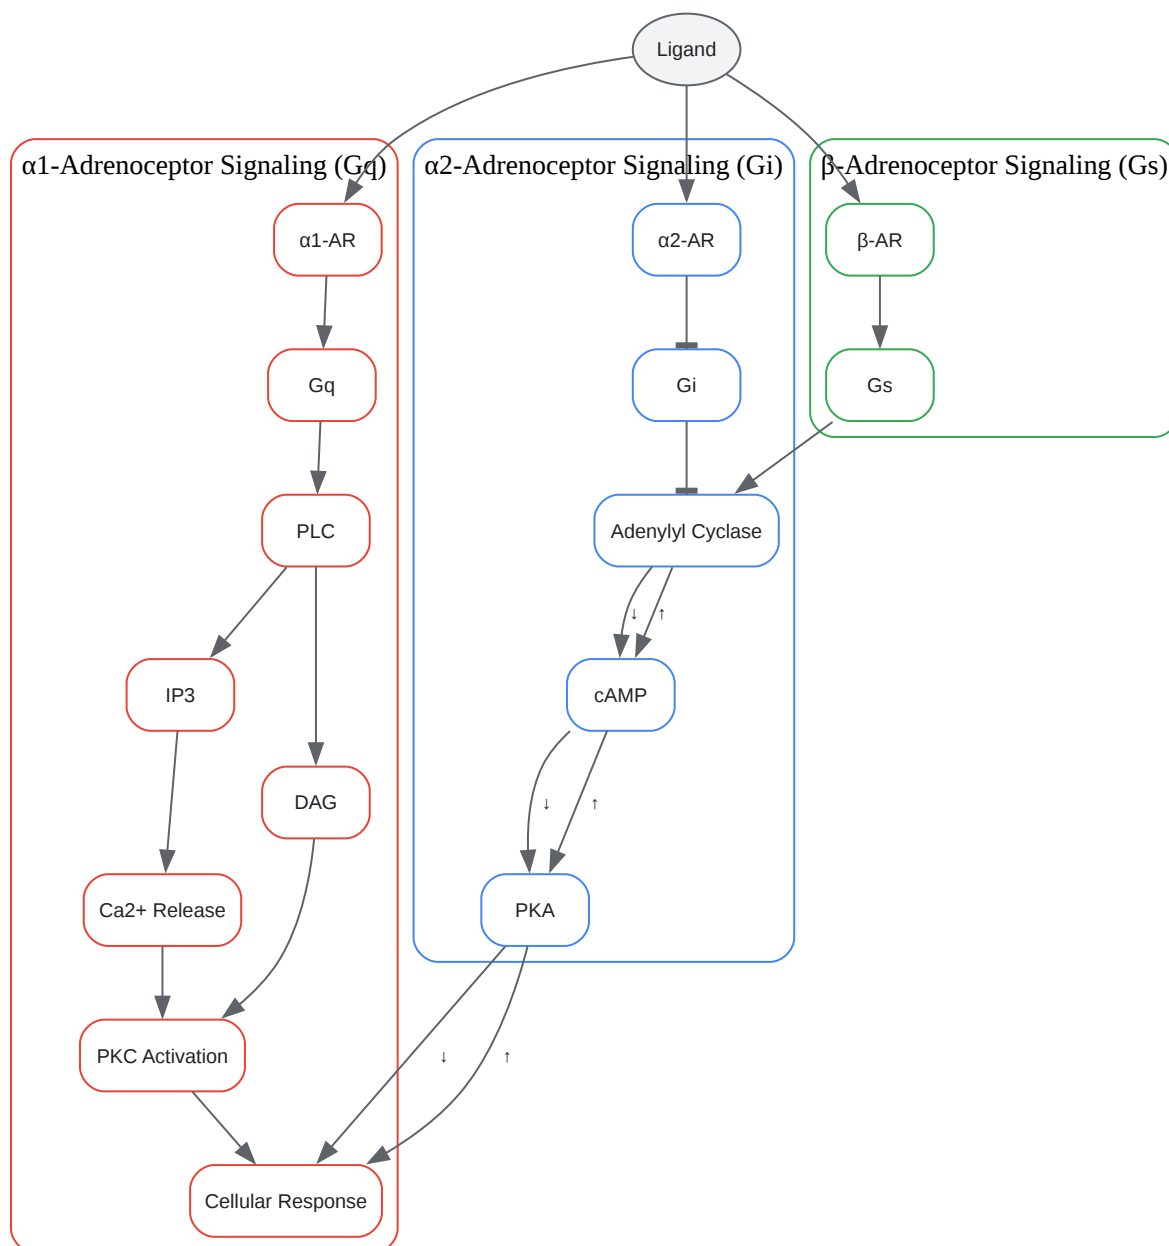 Ligand
α1-Adrenoceptor Signaling (Gq)
α2-Adrenoceptor Signaling (Gi)
β-Adrenoceptor Signaling (Gs)
α1-AR
α2-AR
β-AR
Gq
Gi
Gs
PLC
Adenylyl Cyclase
↓
↑
IP3
cAMP
DAG
↓
↑
Ca2+ Release
PKA
PKC Activation
↓
↑
Cellular Response